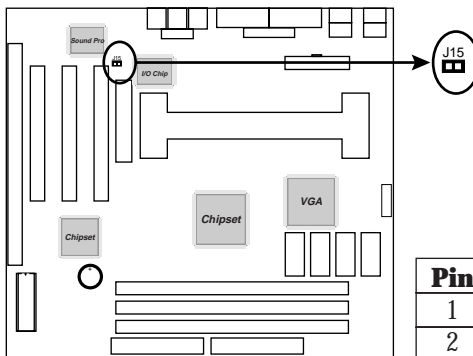 Sound Pro
J15
I/O Chip
J15
Chipset
VGA
Chipset
Pin
1
2